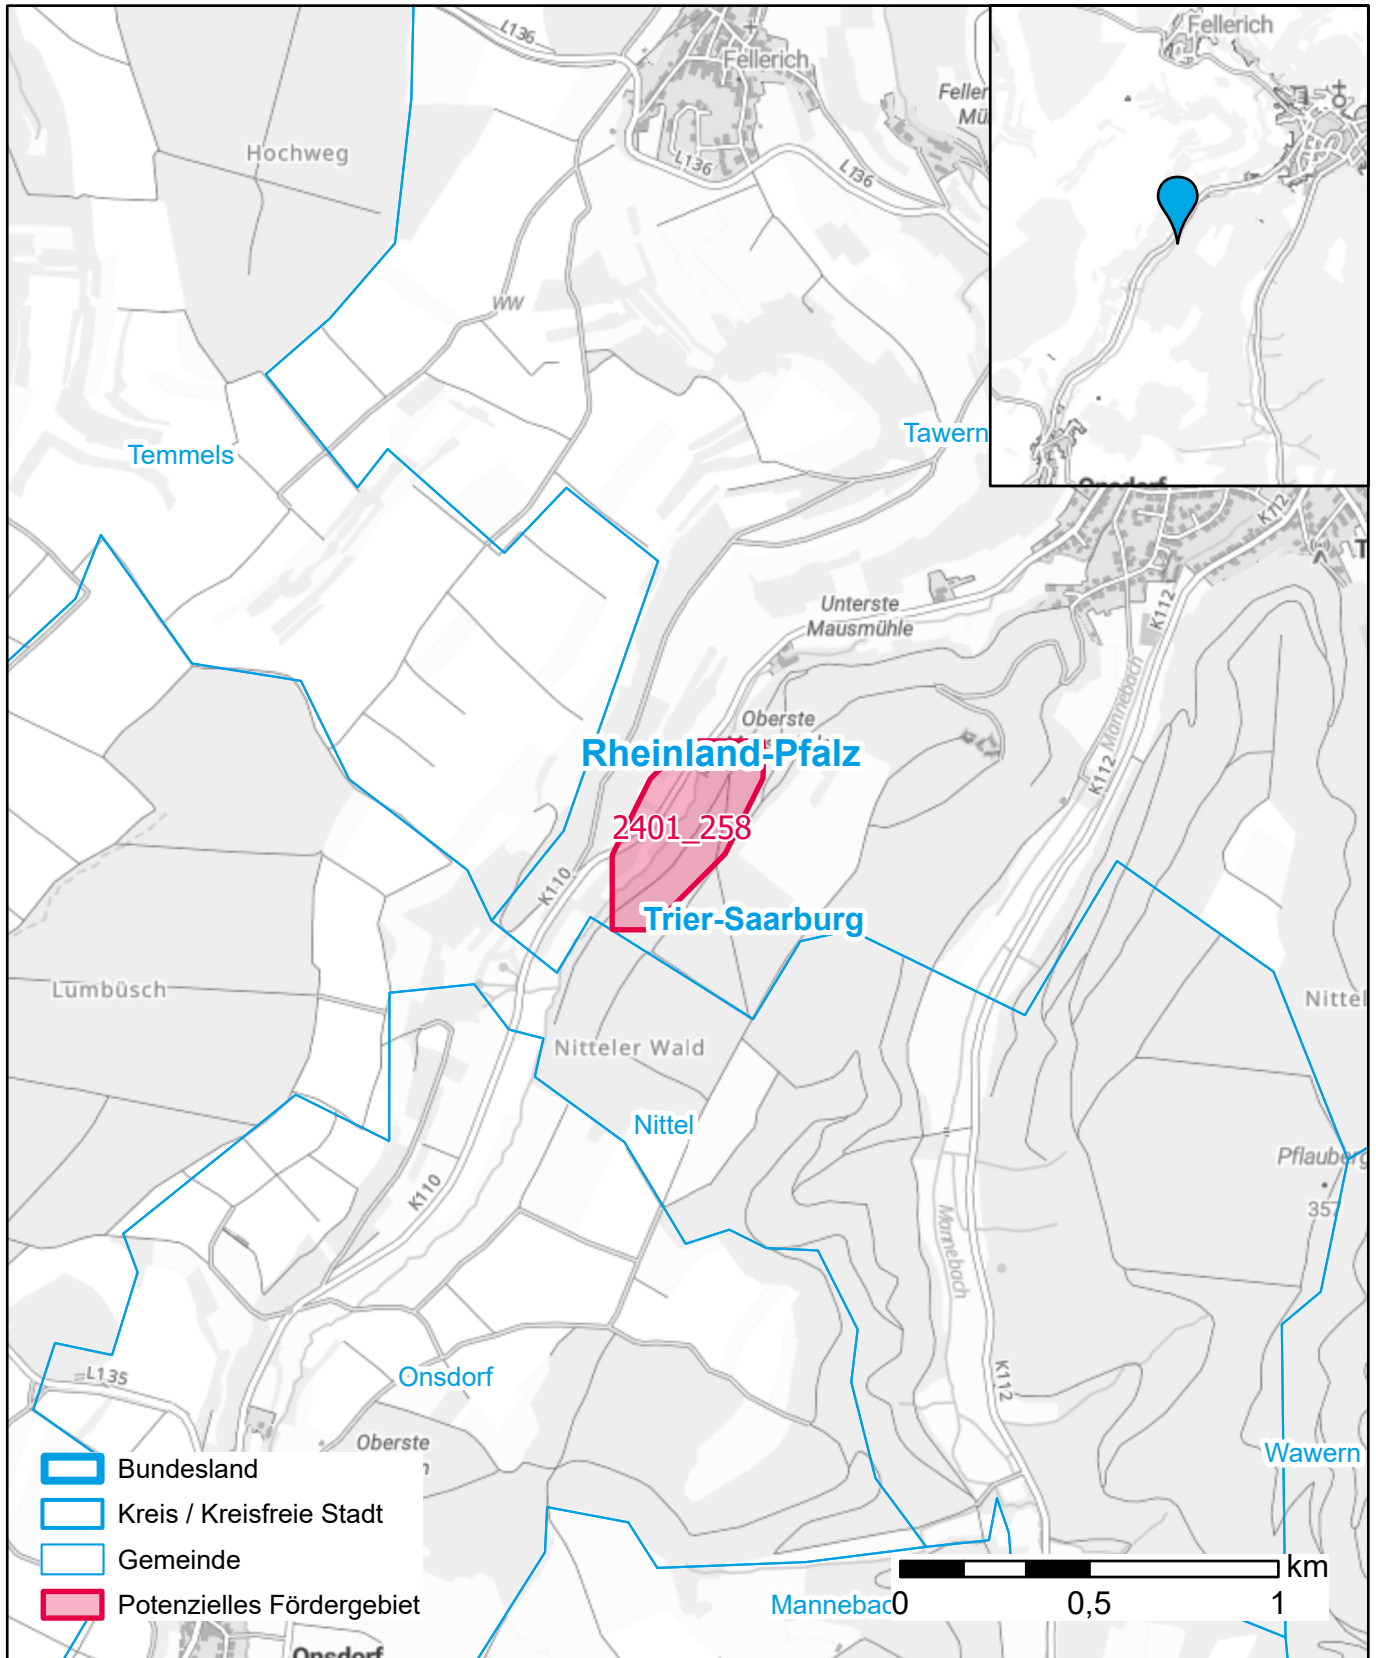 L136
Fellerich
Feller
Mü
Fellerich
Hochweg
L136
L136
WW
Temmels
Tawern
Onsdorf
K112
T
Unterste
Mausmühle
K112
Mannebach
Oberste
Rheinland-Pfalz
K112
2401_258
K110
Trier-Saarburg
Lumbüsch
Nittel
Nitteler Wald
Nittel
Pflauberg
357
K110
Mannebach
L135
Onsdorf
K112
Oberste
n
Wawern
Bundesland
Kreis / Kreisfreie Stadt
Gemeinde
Potenzielles Fördergebiet
Mannebac
km
0
0,5
1
Onsdorf